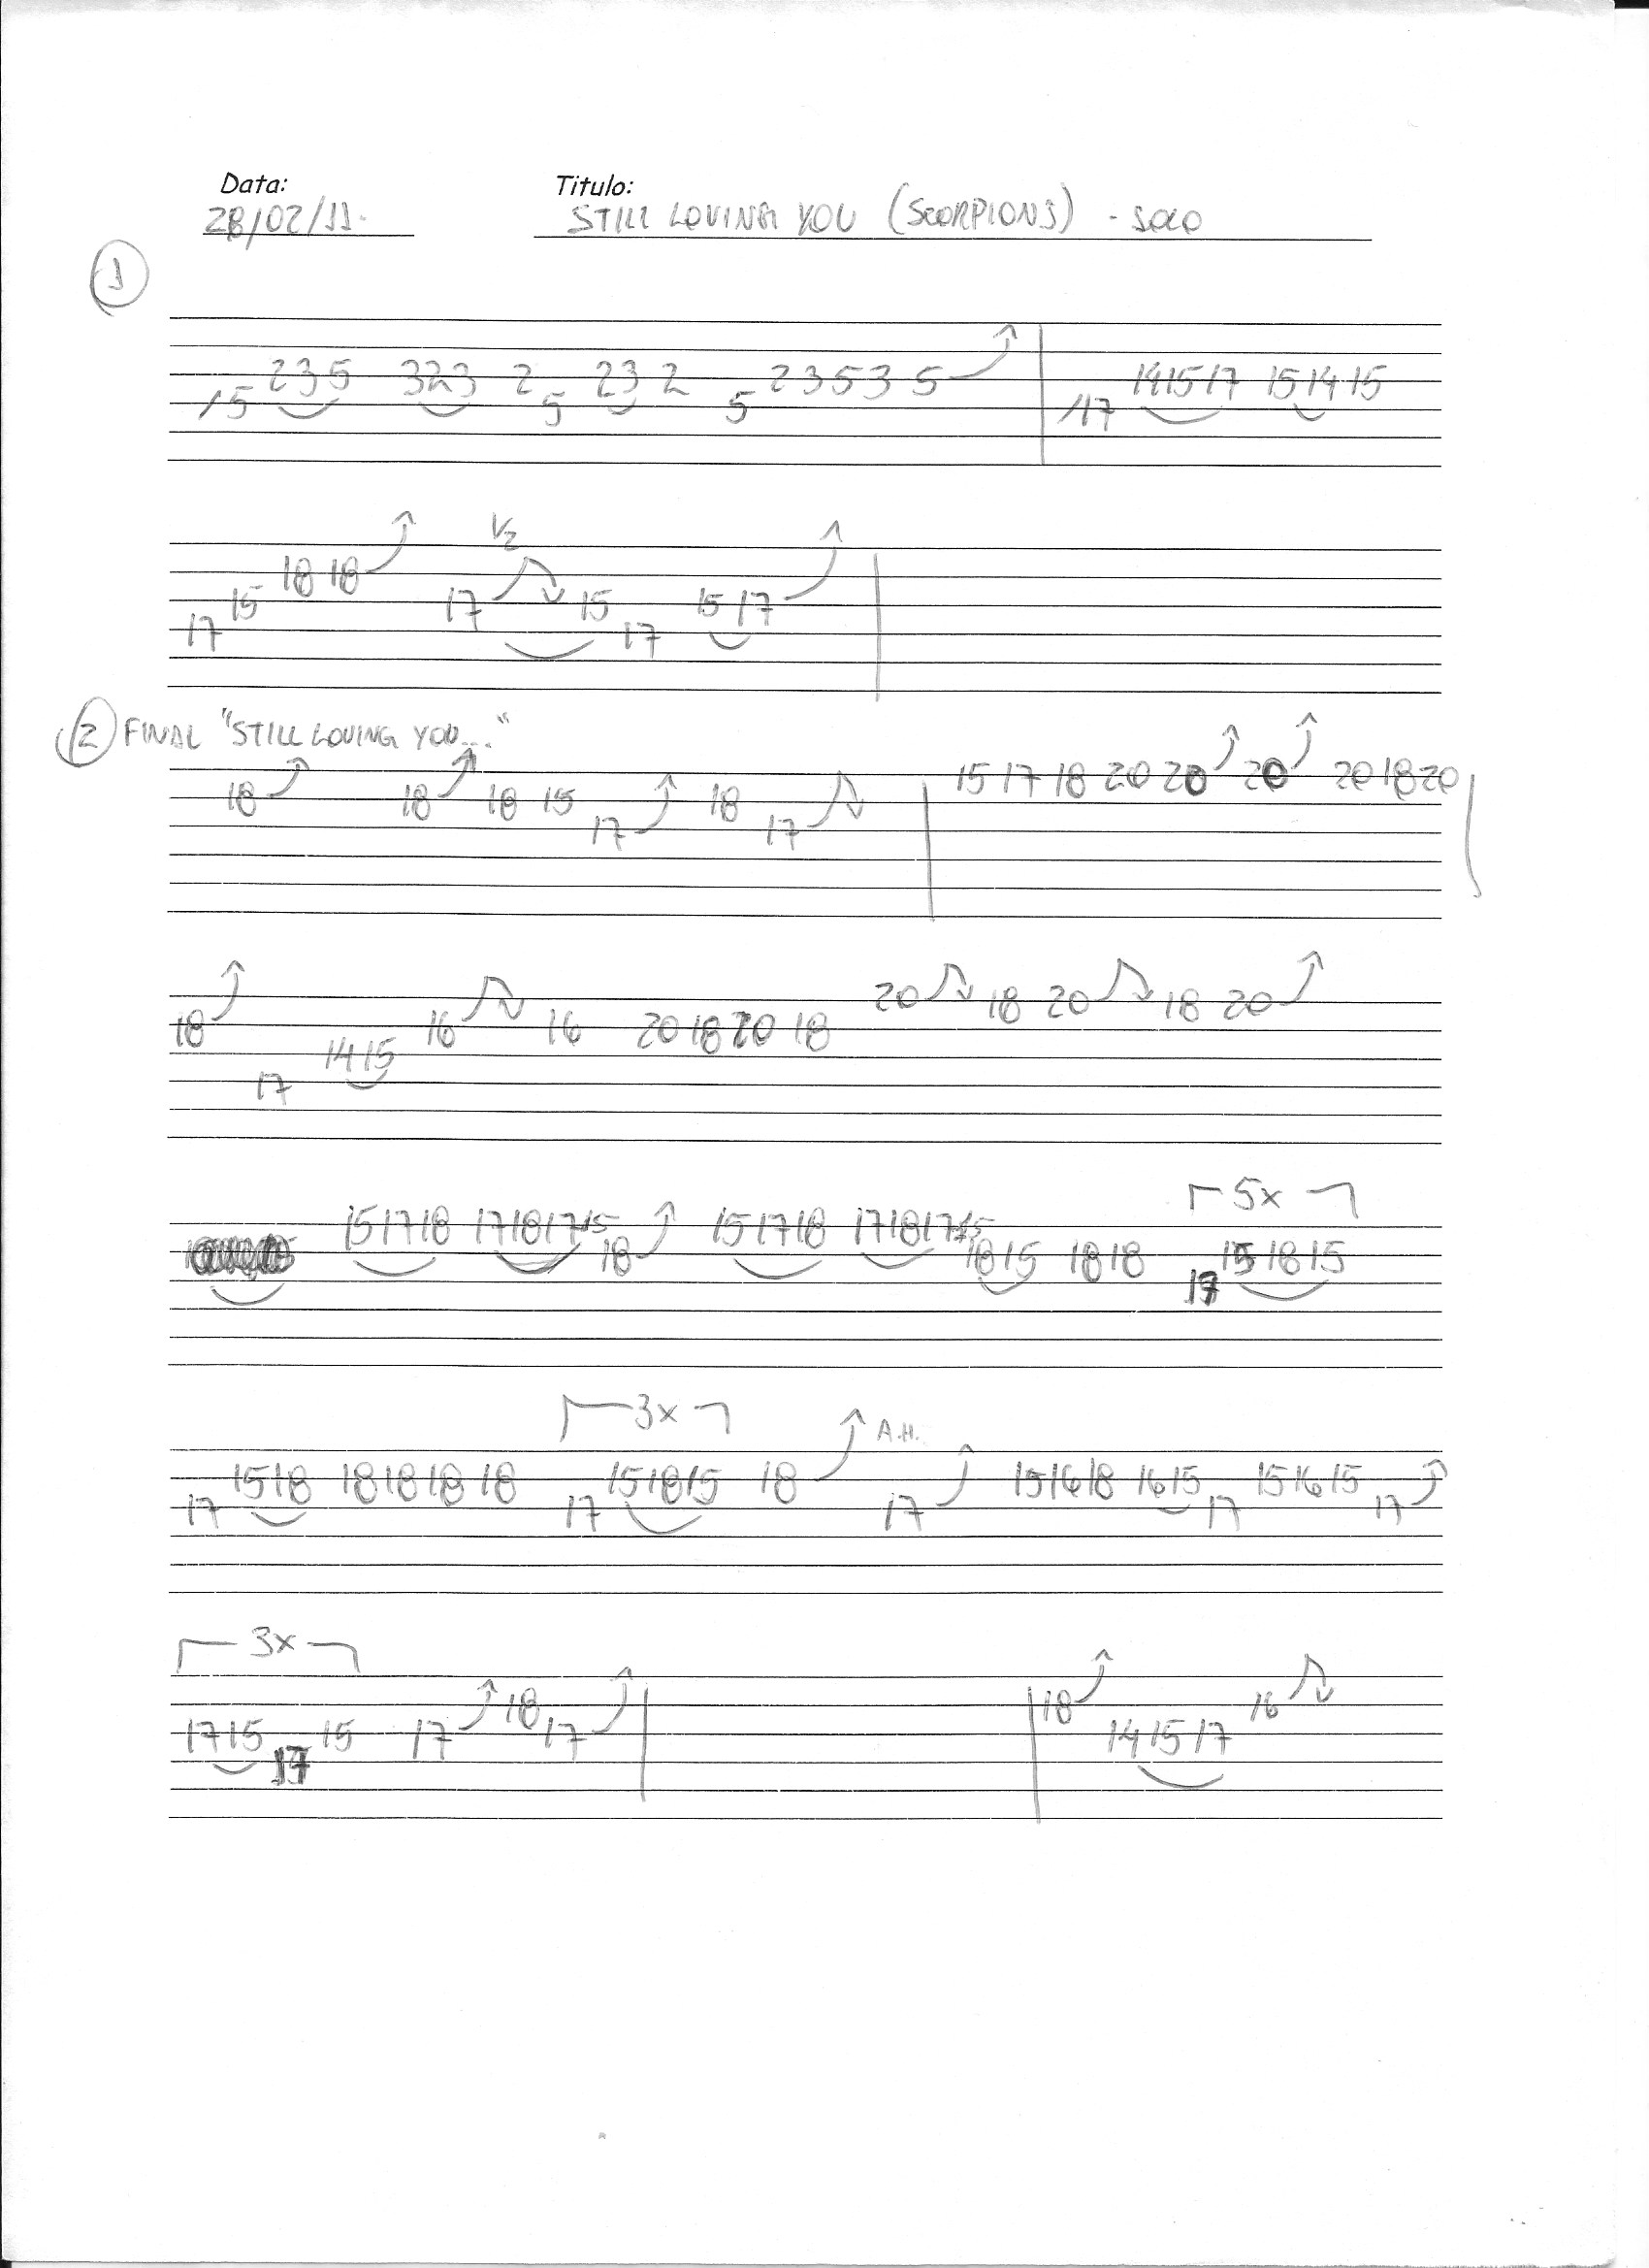 Data: Titulo:
28/02/11 STILL LOVING YOU (SCORPIONS) - SOLO
1
/5 2 3 5 3 2 3 2 5 2 3 2 5 2 3 5 3 5 /17 14 15 17 15 14 15
1/2
17 15 18 18 17 15 17 15 17
2 FINAL "STILL LOVING YOU..."
18 18 18 15 17 18 17 15 17 18 20 20 20 20 18 20
18 17 14 15 16 16 20 18 20 18 20 18 20 18 20
5x
15 17 18 17 18 17 15 18 15 17 18 17 18 17 15 18 15 18 18 17 15 18 15
3x A.H.
17 15 18 18 18 18 18 17 15 18 15 18 17 15 16 18 16 15 17 15 16 15 17
3x
17 15 17 15 17 18 17 18 14 15 17 16